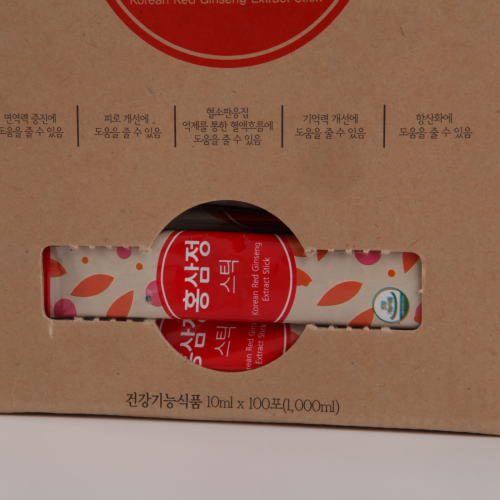 Korean Red Ginseng Extract Stick
면역력 증진에
도움을 줄 수 있음
피로 개선에
도움을 줄 수 있음
혈소판응집
억제를 통한 혈액흐름에
도움을 줄 수 있음
기억력 개선에
도움을 줄 수 있음
항산화에
도움을 줄 수 있음
홍삼정
스틱
Korean Red Ginseng
Extract Stick
홍삼정
스틱
rean Red Gin
Extract Stick
건강기능식품 10ml x 100포(1,000ml)